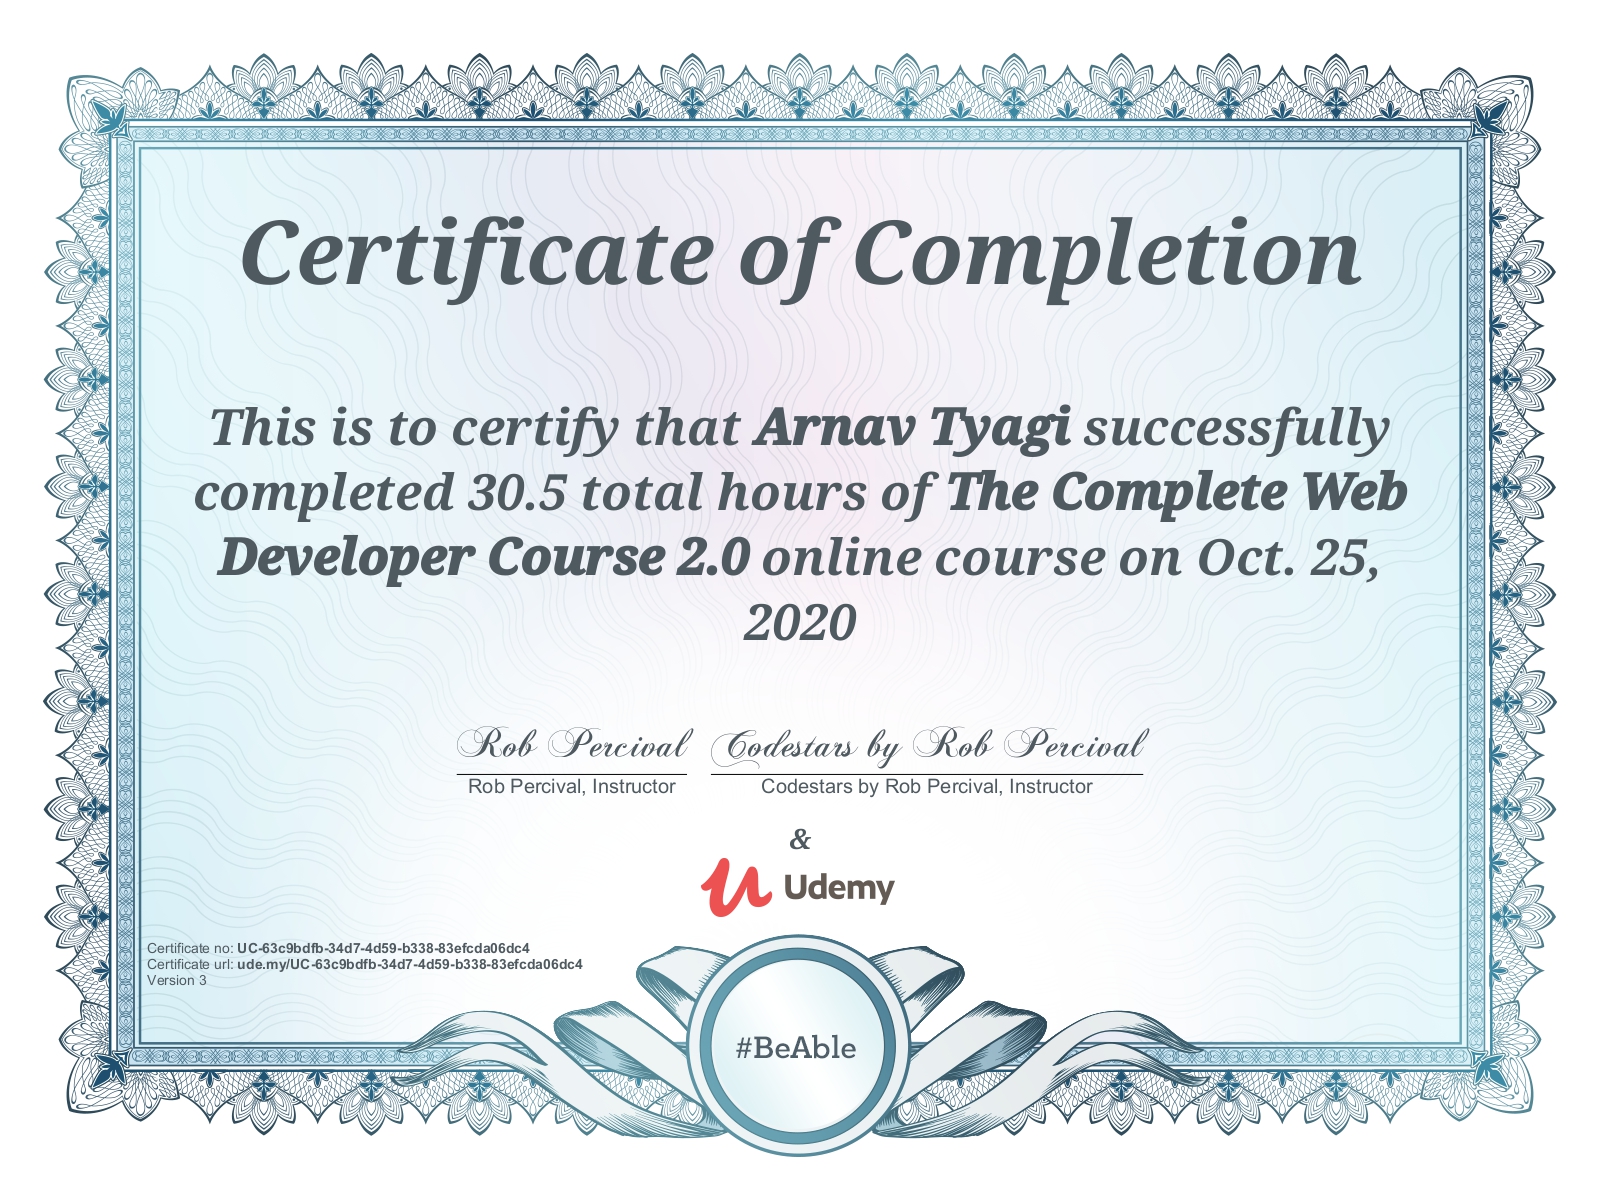 Certificate of Completion
This is to certify that Arnav Tyagi successfully
completed 30.5 total hours of The Complete Web
Developer Course 2.0 online course on Oct. 25,
2020
Rob Percival Codestars by Rob Percival
Rob Percival, Instructor Codestars by Rob Percival, Instructor
&
Udemy
Certificate no: UC-63c9bdfb-34d7-4d59-b338-83efcda06dc4
Certificate url: ude.my/UC-63c9bdfb-34d7-4d59-b338-83efcda06dc4
Version 3
#BeAble